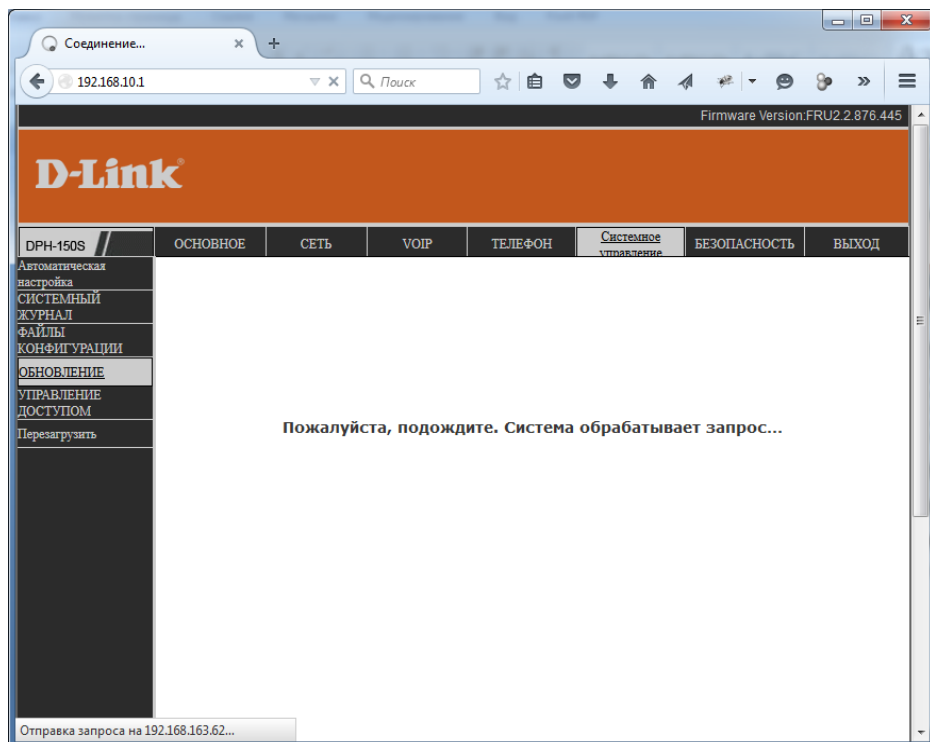 Соединение...
192.168.10.1
Поиск
Firmware Version:FRU2.2.876.445
D-Link®
DPH-150S
ОСНОВНОЕ
СЕТЬ
VOIP
ТЕЛЕФОН
Системное
управление
БЕЗОПАСНОСТЬ
ВЫХОД
Автоматическая
настройка
СИСТЕМНЫЙ
ЖУРНАЛ
ФАЙЛЫ
КОНФИГУРАЦИИ
ОБНОВЛЕНИЕ
УПРАВЛЕНИЕ
ДОСТУПОМ
Перезагрузить
Пожалуйста, подождите. Система обрабатывает запрос...
Отправка запроса на 192.168.163.62...